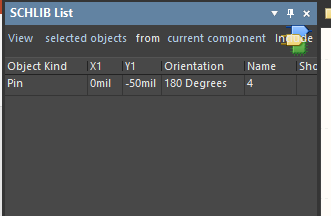 SCHLIB List
View selected objects from current component Include
Object Kind X1 Y1 Orientation Name Sho
Pin 0mil -50mil 180 Degrees 4